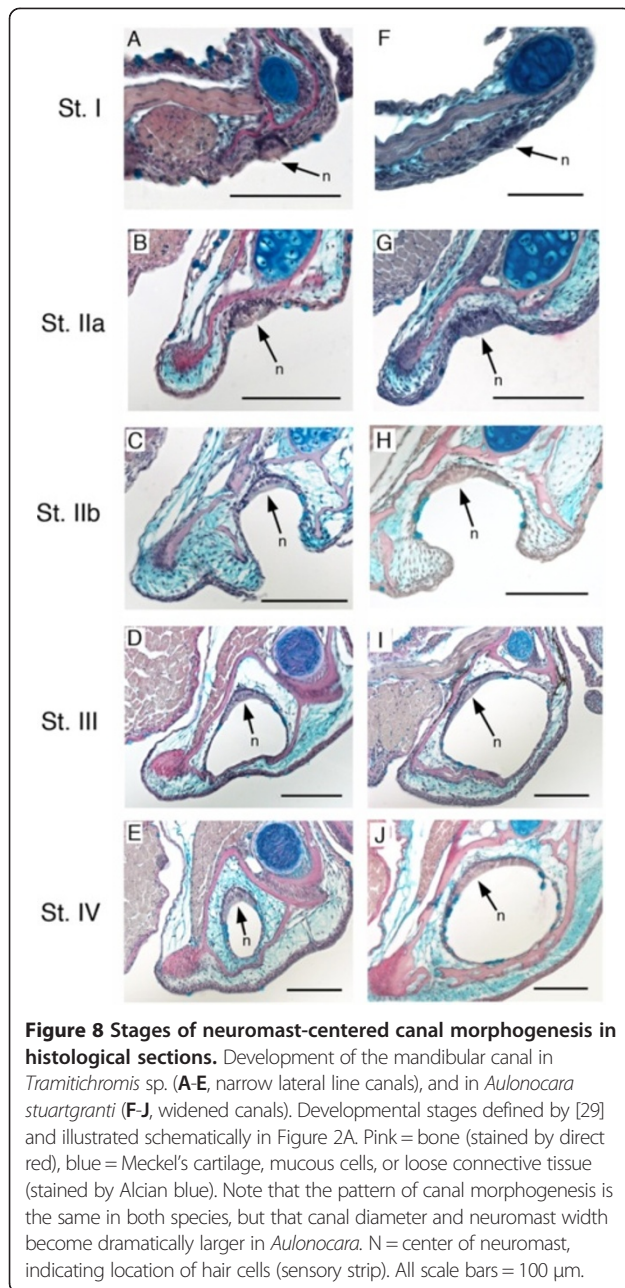 A
F
St. I
n
n
B
G
St. IIa
n
n
C
H
St. IIb
n
n
D
I
St. III
n
n
E
J
St. IV
n
n
Figure 8 Stages of neuromast-centered canal morphogenesis in
histological sections. Development of the mandibular canal in
Tramitichromis sp. (A-E, narrow lateral line canals), and in Aulonocara
stuartgranti (F-J, widened canals). Developmental stages defined by [29]
and illustrated schematically in Figure 2A. Pink = bone (stained by direct
red), blue = Meckel's cartilage, mucous cells, or loose connective tissue
(stained by Alcian blue). Note that the pattern of canal morphogenesis is
the same in both species, but that canal diameter and neuromast width
become dramatically larger in Aulonocara. N = center of neuromast,
indicating location of hair cells (sensory strip). All scale bars = 100 μm.